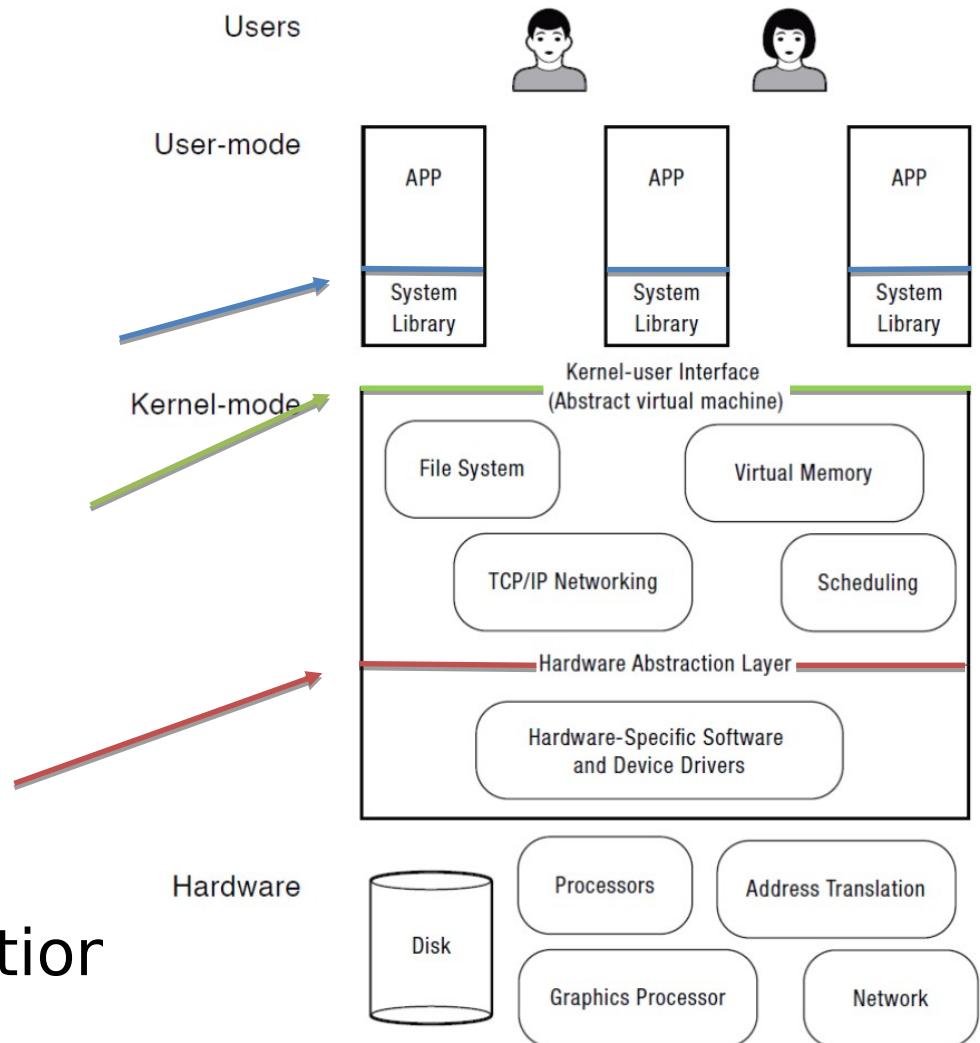 Users
User-mode
APP
APP
APP
System
Library
System
Library
System
Library
Kernel-mode
Kernel-user Interface
(Abstract virtual machine)
File System
Virtual Memory
TCP/IP Networking
Scheduling
Hardware Abstraction Layer
Hardware-Specific Software
and Device Drivers
Hardware
Processors
Address Translation
Disk
Graphics Processor
Network